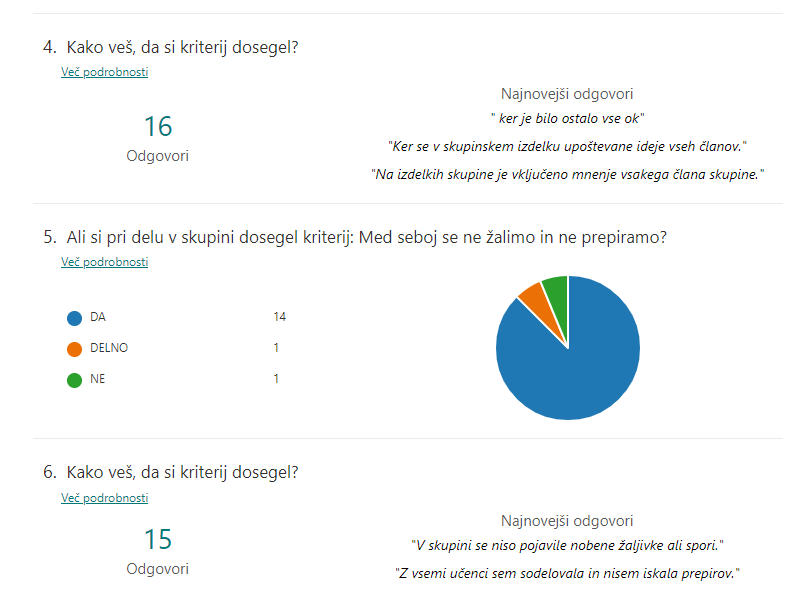 4. Kako veš, da si kriterij dosegel?
Več podrobnosti
16
Odgovori
Najnovejši odgovori
" ker je bilo ostalo vse ok"
"Ker se v skupinskem izdelku upoštevane ideje vseh članov."
"Na izdelkih skupine je vključeno mnenje vsakega člana skupine."
5. Ali si pri delu v skupini dosegel kriterij: Med seboj se ne žalimo in ne prepiramo?
Več podrobnosti
DA 14
DELNO 1
NE 1
6. Kako veš, da si kriterij dosegel?
Več podrobnosti
15
Odgovori
Najnovejši odgovori
"V skupini se niso pojavile nobene žaljivke ali spori."
"Z vsemi učenci sem sodelovala in nisem iskala prepirov."